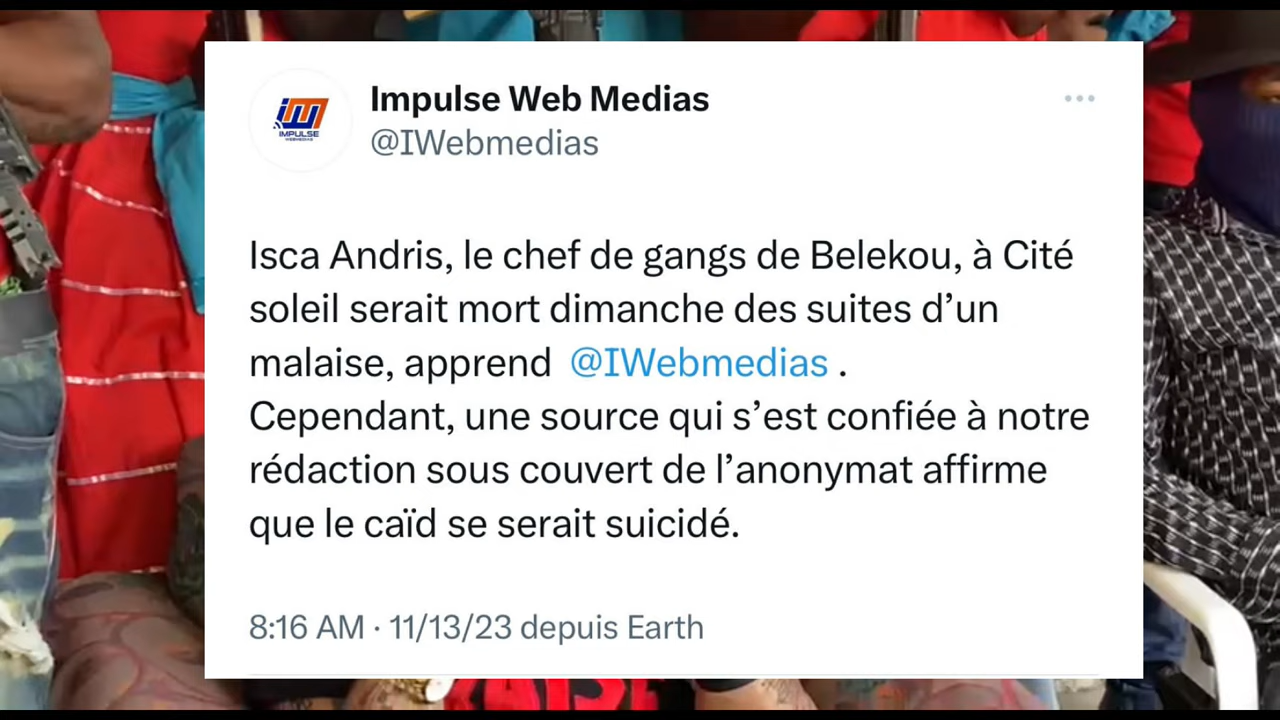 IMPULSE
WEBMEDIAS
Impulse Web Medias
@IWebmedias
Isca Andris, le chef de gangs de Belekou, à Cité
soleil serait mort dimanche des suites d’un
malaise, apprend @IWebmedias .
Cependant, une source qui s’est confiée à notre
rédaction sous couvert de l’anonymat affirme
que le caïd se serait suicidé.
8:16 AM · 11/13/23 depuis Earth